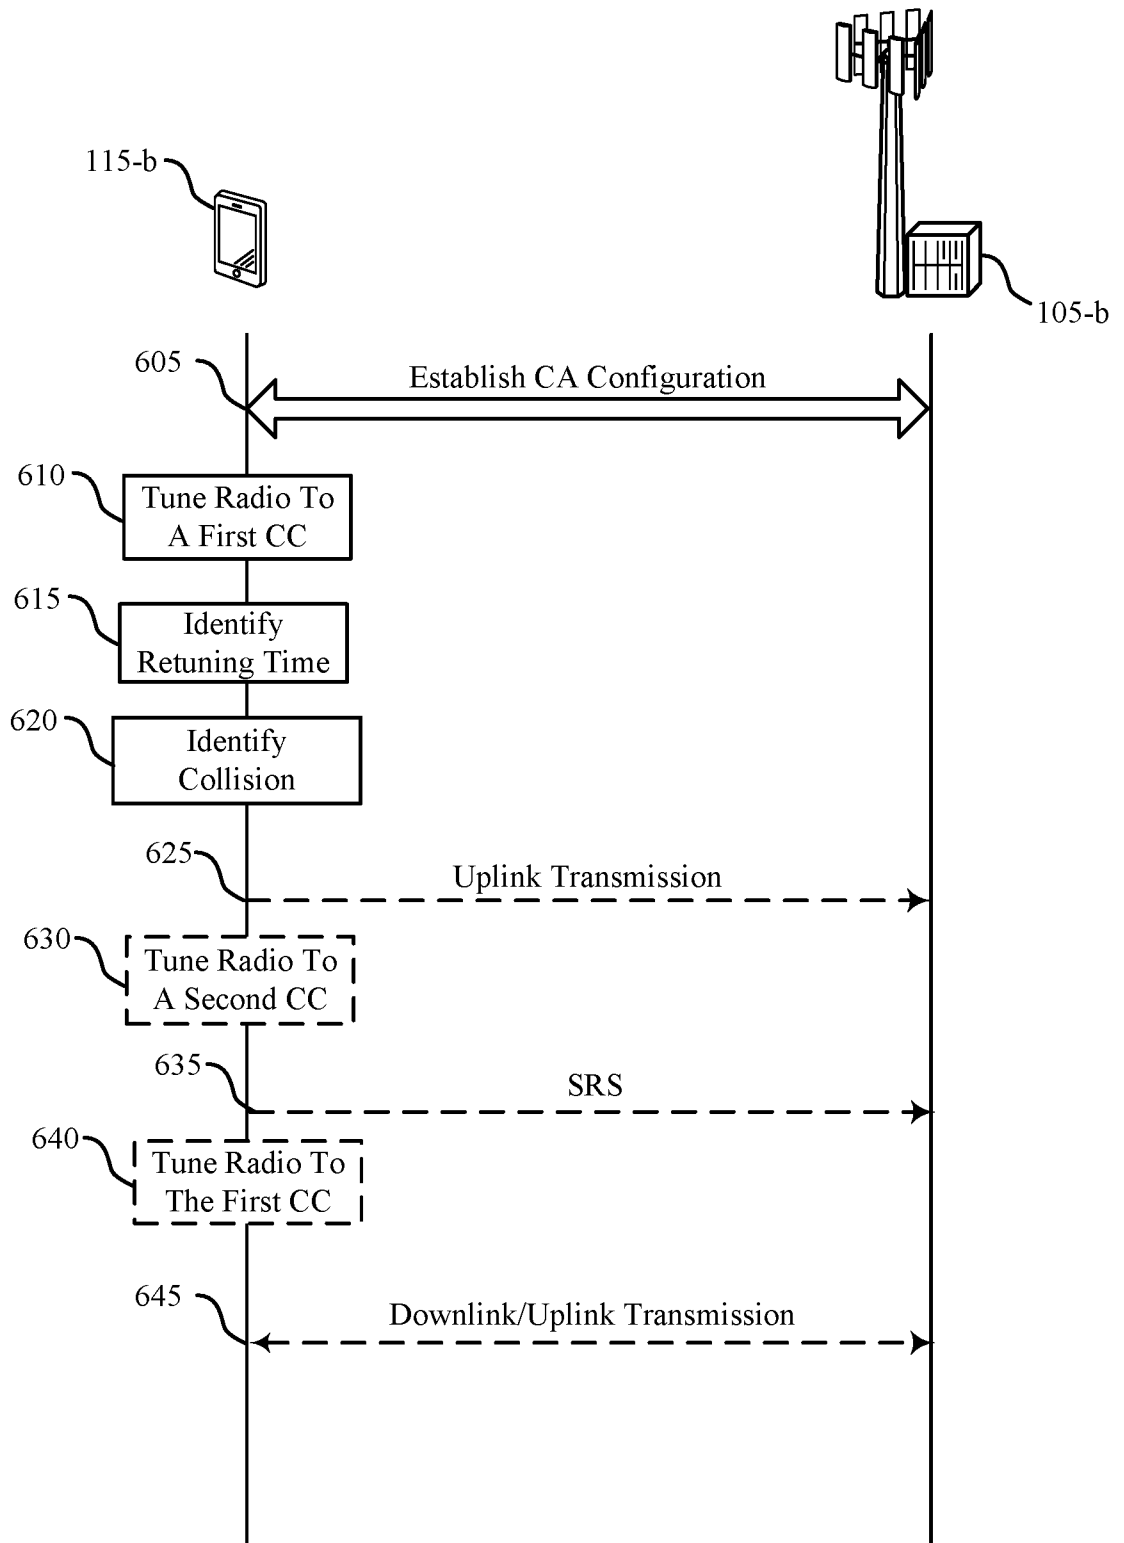 115-b
105-b
605
Establish CA Configuration
610
Tune Radio To
A First CC
615
Identify
Retuning Time
620
Identify
Collision
625
Uplink Transmission
630
Tune Radio To
A Second CC
635
SRS
640
Tune Radio To
The First CC
645
Downlink/Uplink Transmission